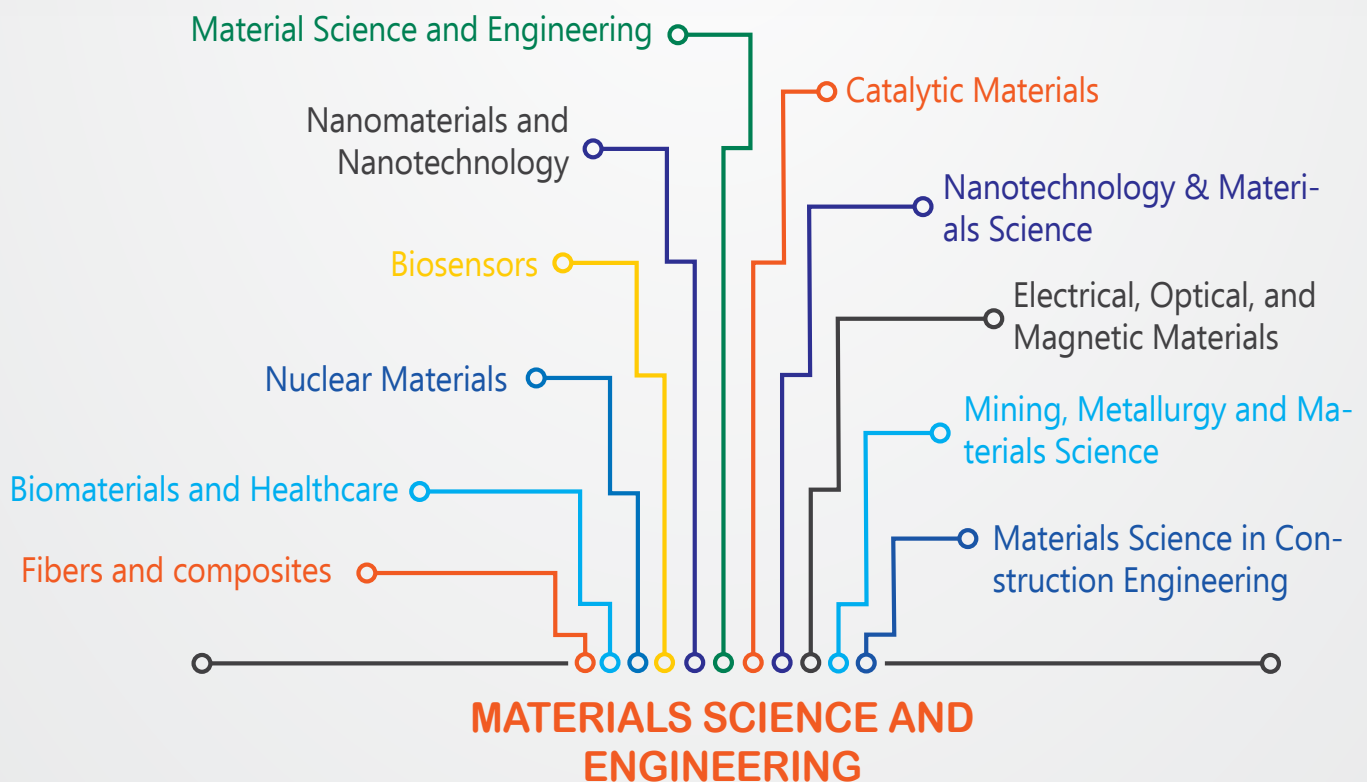 Material Science and Engineering
Catalytic Materials
Nanomaterials and
Nanotechnology
Nanotechnology & Materi-
als Science
Biosensors
Electrical, Optical, and
Magnetic Materials
Nuclear Materials
Mining, Metallurgy and Ma-
terials Science
Biomaterials and Healthcare
Materials Science in Con-
struction Engineering
Fibers and composites
MATERIALS SCIENCE AND
ENGINEERING